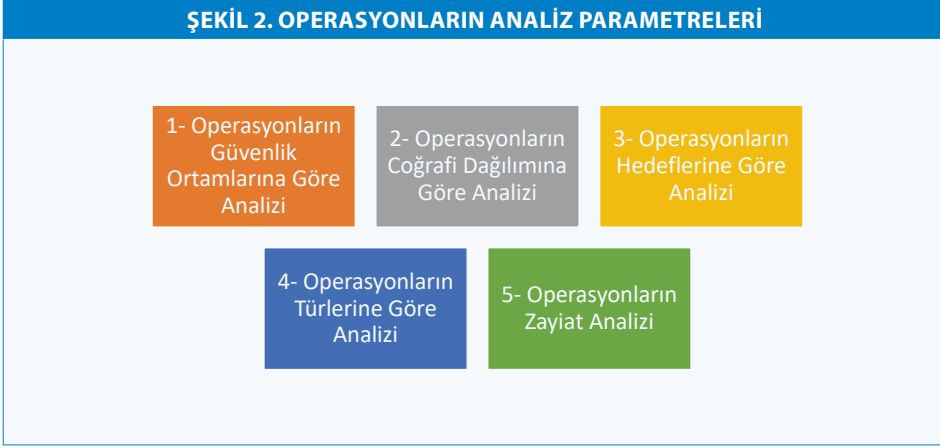 ŞEKİL 2. OPERASYONLARIN ANALİZ PARAMETRELERİ
1- Operasyonların
Güvenlik
Ortamlarına Göre
Analizi
2- Operasyonların
Coğrafi Dağılımına
Göre Analizi
3- Operasyonların
Hedeflerine Göre
Analizi
4- Operasyonların
Türlerine Göre
Analizi
5- Operasyonların
Zayiat Analizi